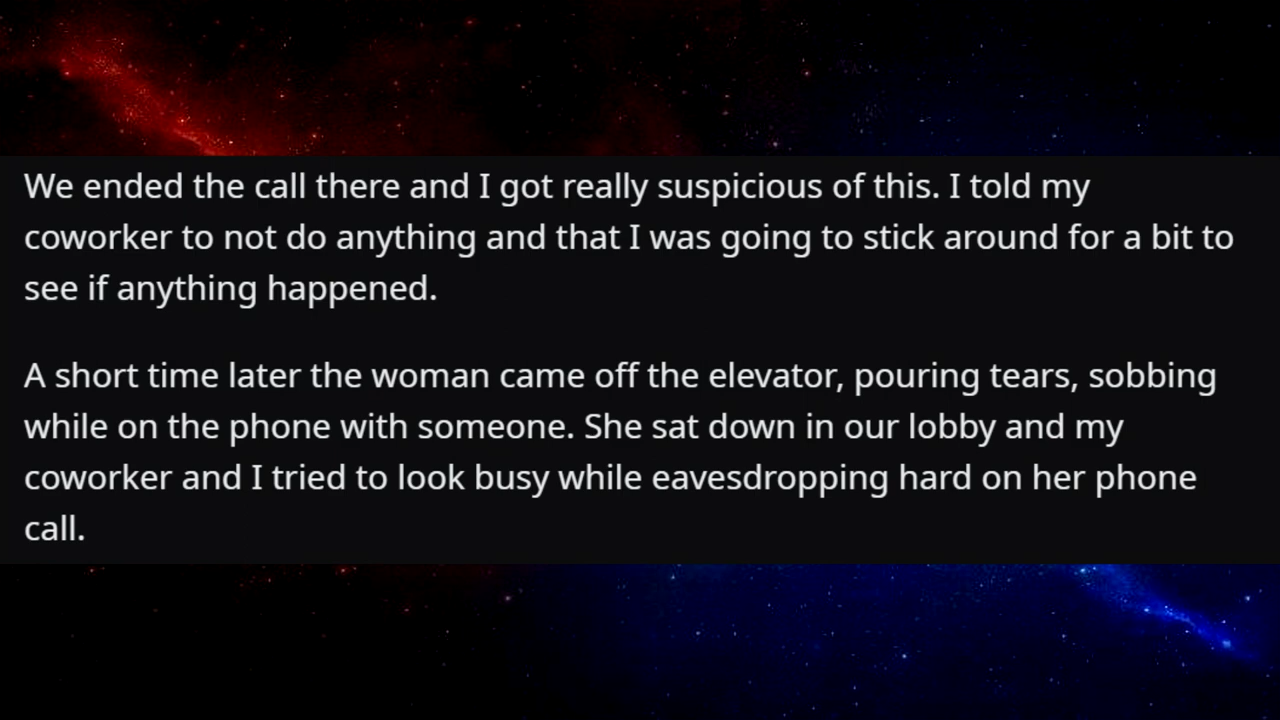 We ended the call there and I got really suspicious of this. I told my
coworker to not do anything and that I was going to stick around for a bit to
see if anything happened.
A short time later the woman came off the elevator, pouring tears, sobbing
while on the phone with someone. She sat down in our lobby and my
coworker and I tried to look busy while eavesdropping hard on her phone
call.